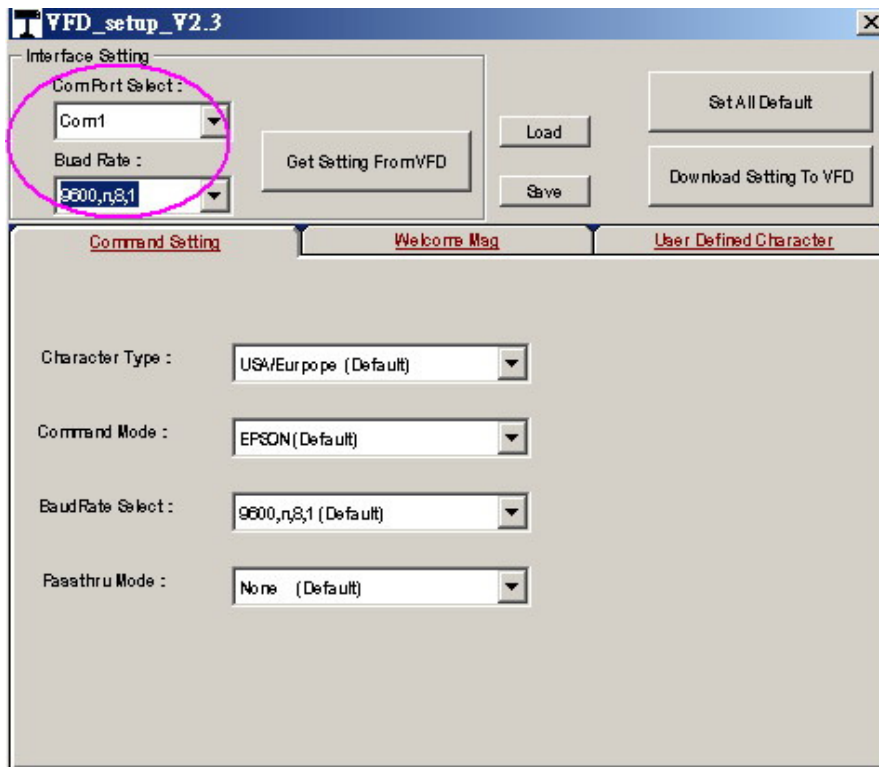 VFD_setup_V2.3
Interface Setting
ComPort Select :
Com1
Buad Rate :
9600,n,8,1
Get Setting From VFD
Load
Save
Set All Default
Download Setting To VFD
Command Setting
Welcome Msg
User Defined Character
Character Type :
USA/Eurpope (Default)
Command Mode :
EPSON(Default)
BaudRate Select :
9600,n,8,1 (Default)
Passthru Mode :
None (Default)